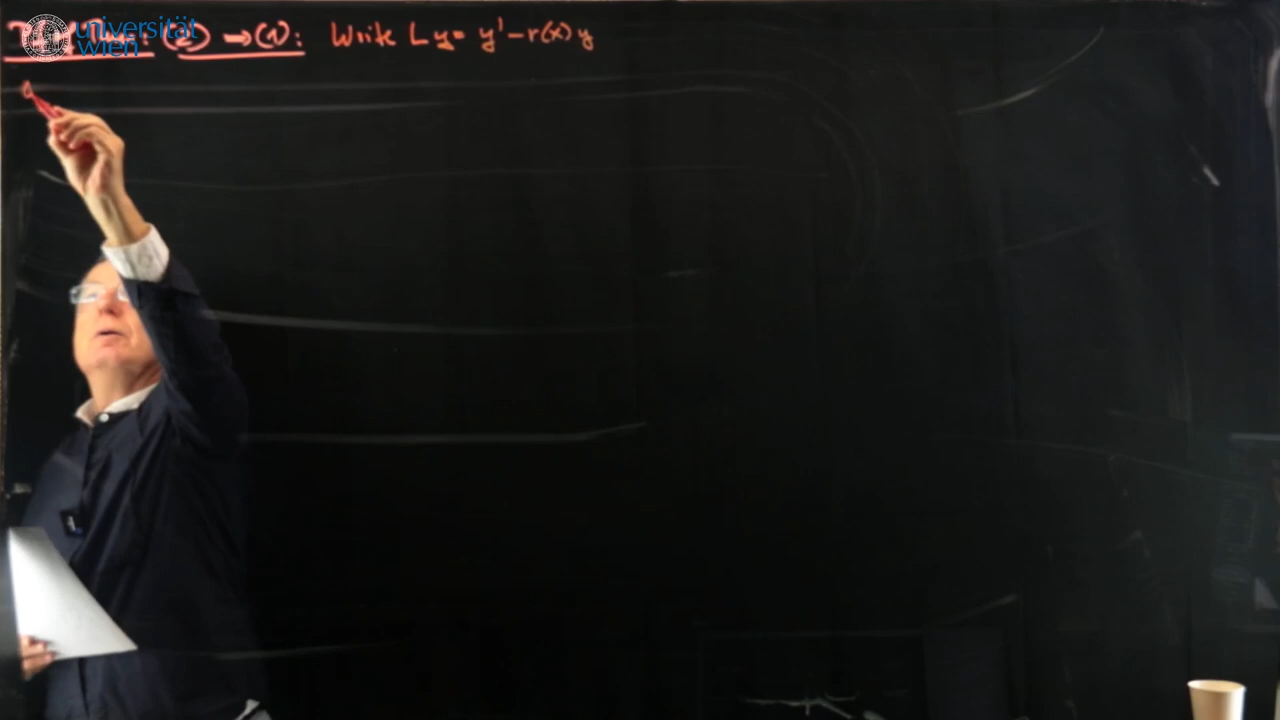 universität
wien
(2) → (1): Write Ly = y' - r(x) y